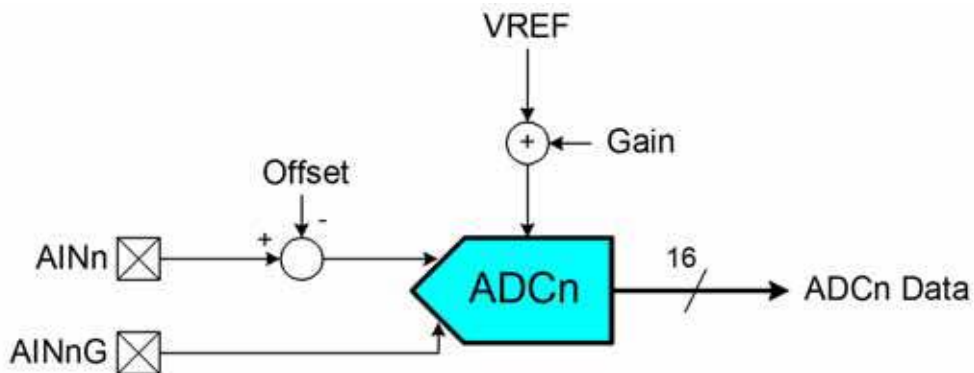 VREF
+
Gain
Offset
-
+
AINn
ADCn
16
ADCn Data
AINnG